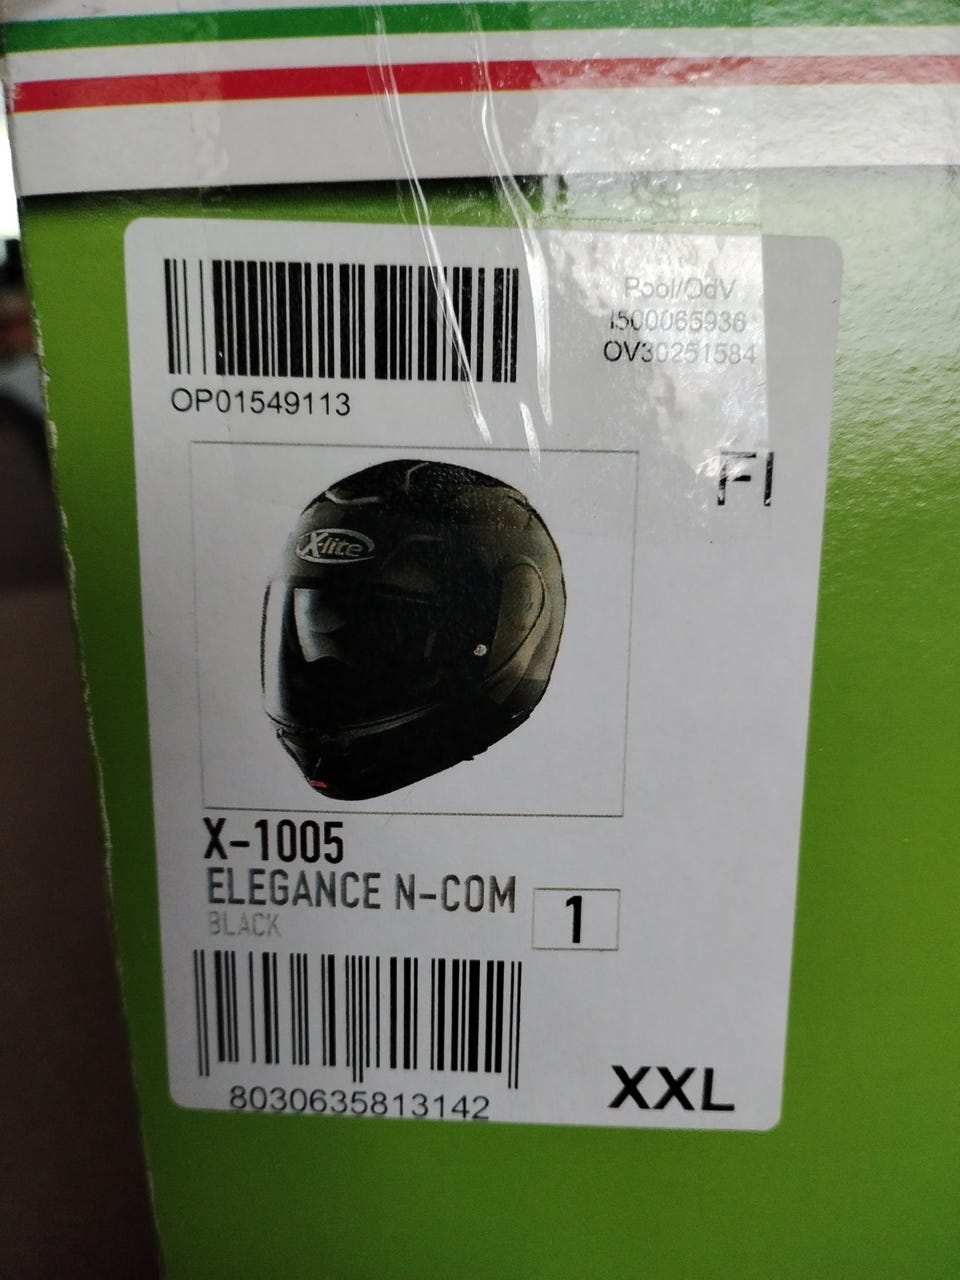 Pool/OdV
I500065936
OV30251584
OP01549113
FI
X-lite
X-1005
ELEGANCE N-COM
BLACK
1
8030635813142
XXL